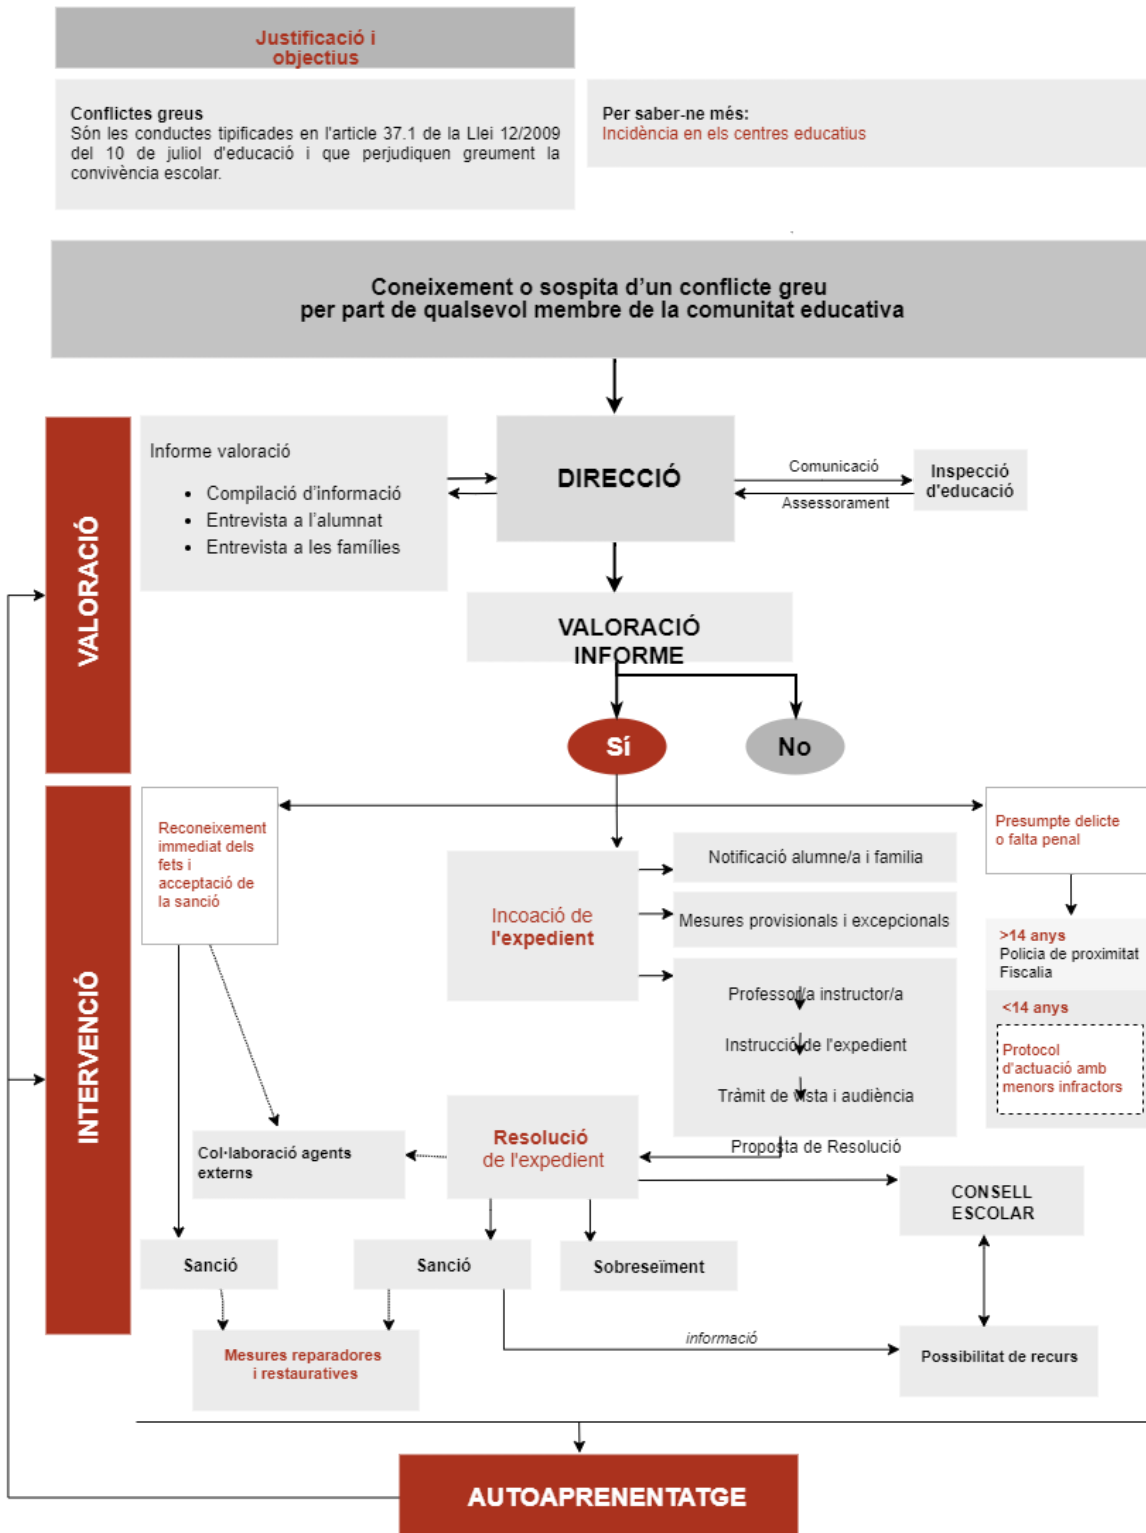 Justificació i
objectius
Conflictes greus
Són les conductes tipificades en l'article 37.1 de la Llei 12/2009
del 10 de juliol d'educació i que perjudiquen greument la
convivència escolar.
Per saber-ne més:
Incidència en els centres educatius
Coneixement o sospita d'un conflicte greu
per part de qualsevol membre de la comunitat educativa
VALORACIÓ
Informe valoració
• Compilació d'informació
• Entrevista a l'alumnat
• Entrevista a les famílies
DIRECCIÓ
Comunicació
Assessorament
Inspecció
d'educació
VALORACIÓ
INFORME
Sí
No
INTERVENCIÓ
Reconeixement
immediat dels
fets i
acceptació de
la sanció
Incoació de
l'expedient
Notificació alumne/a i familia
Mesures provisionals i excepcionals
Professor/a instructor/a
Instrucció de l'expedient
Tràmit de vista i audiència
Proposta de Resolució
Presumpte delicte
o falta penal
>14 anys
Policia de proximitat
Fiscalia
<14 anys
Protocol
d'actuació amb
menors infractors
Resolució
de l'expedient
Col·laboració agents
externs
CONSELL
ESCOLAR
Sanció
Sanció
Sobreseïment
Mesures reparadores
i restauratives
informació
Possibilitat de recurs
AUTOAPRENENTATGE